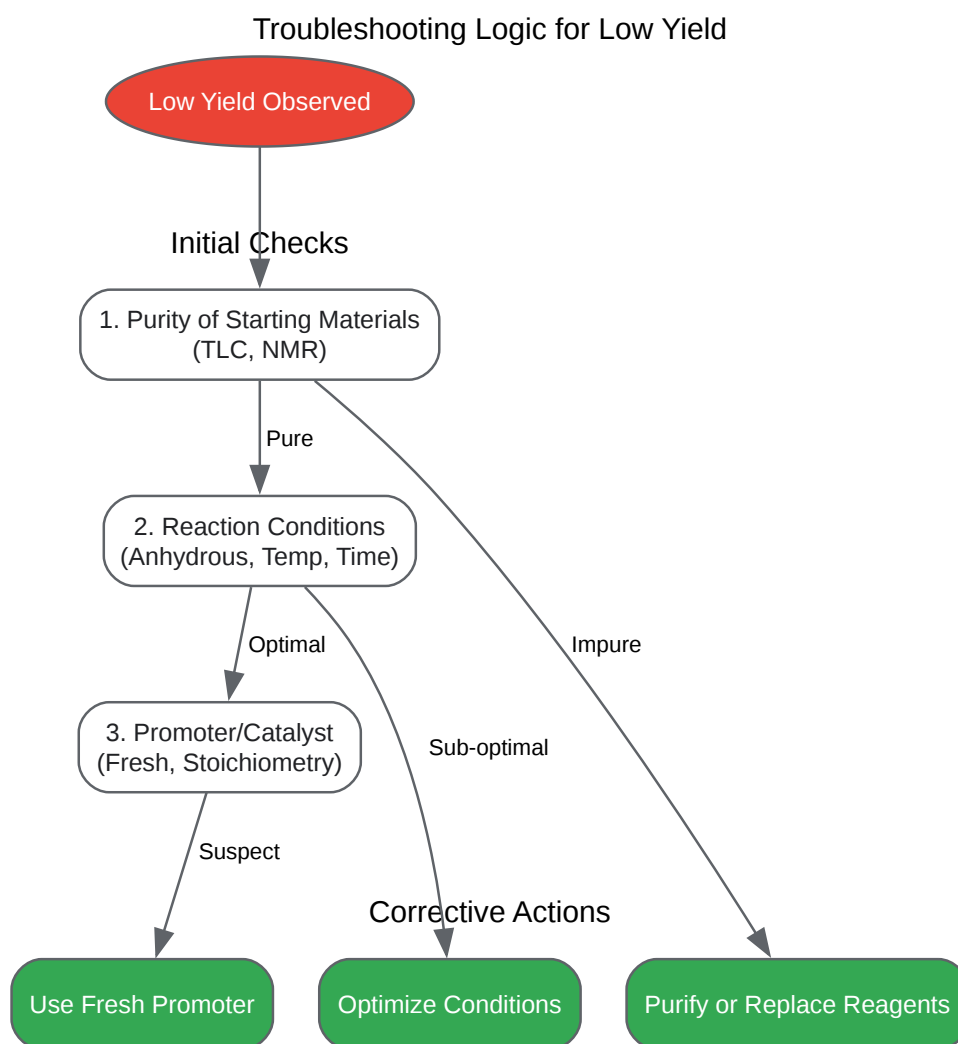 Troubleshooting Logic for Low Yield
Low Yield Observed
Initial Checks
1. Purity of Starting Materials
(TLC, NMR)
Pure
2. Reaction Conditions
(Anhydrous, Temp, Time)
Optimal
Impure
3. Promoter/Catalyst
(Fresh, Stoichiometry)
Sub-optimal
Suspect
Corrective Actions
Use Fresh Promoter
Optimize Conditions
Purify or Replace Reagents